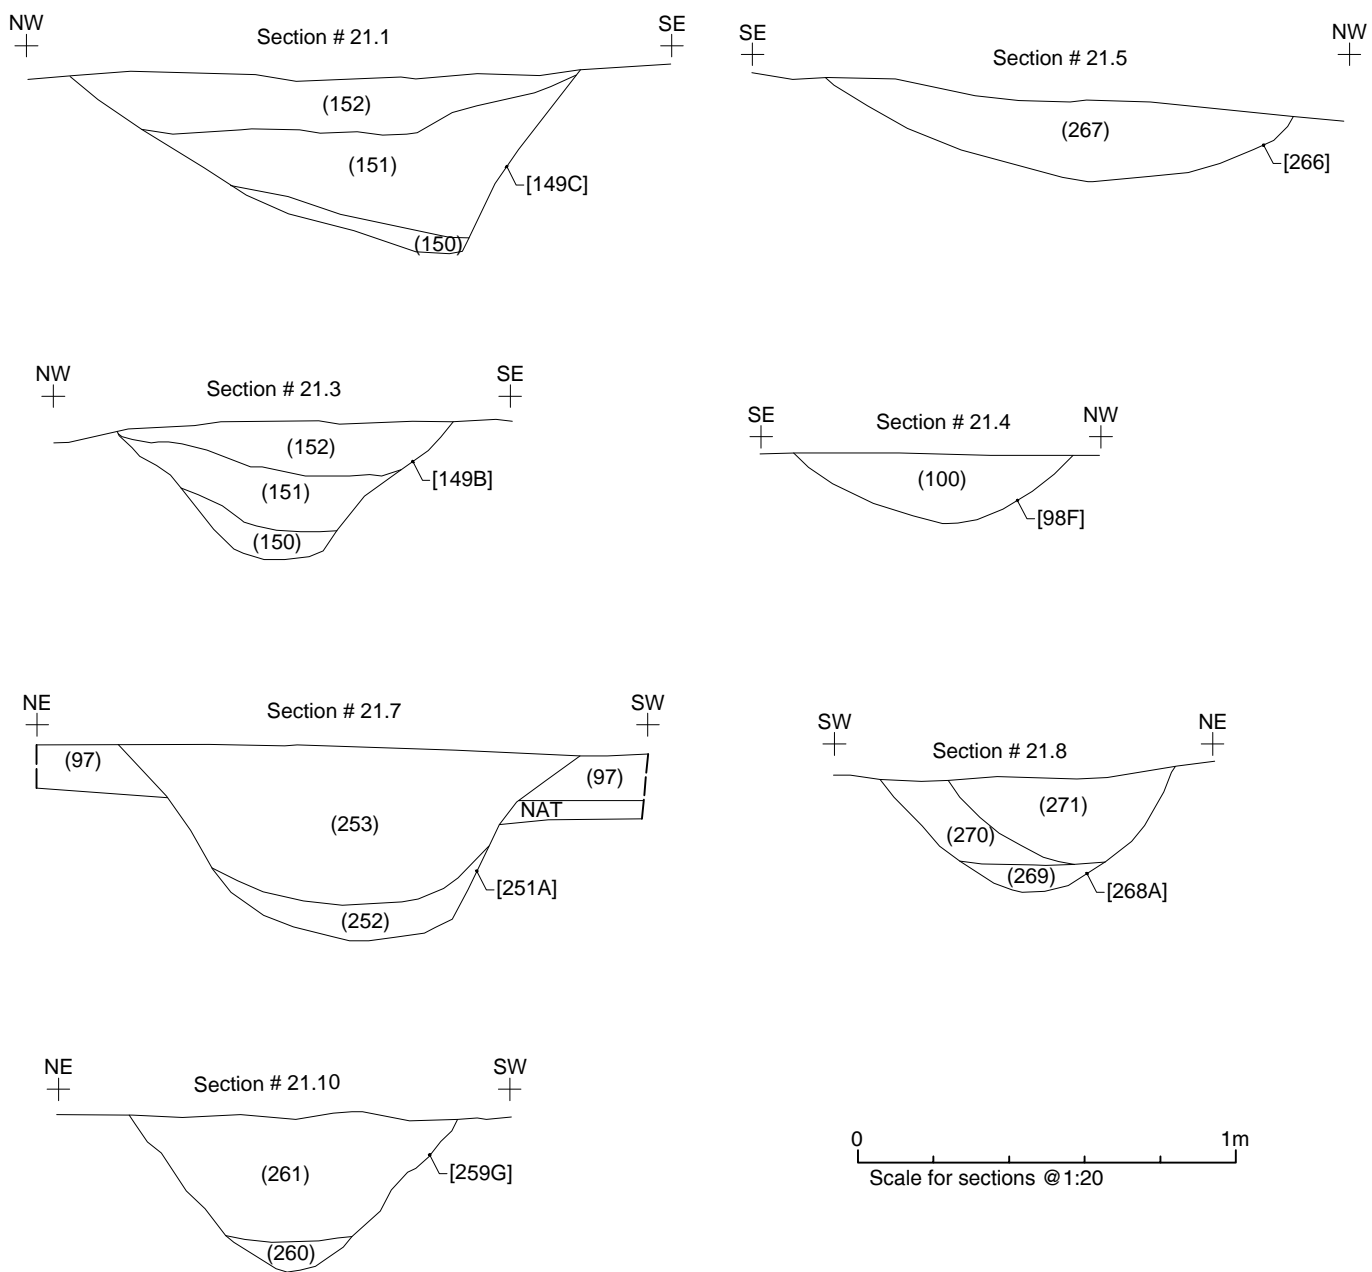 NW
Section # 21.1
SE
(152)
(151)
[149C]
(150)
SE
Section # 21.5
NW
(267)
[266]
NW
Section # 21.3
SE
(152)
[149B]
(151)
(150)
SE
Section # 21.4
NW
(100)
[98F]
NE
Section # 21.7
SW
(97)
(97)
NAT
(253)
[251A]
(252)
SW
Section # 21.8
NE
(271)
(270)
(269)
[268A]
NE
Section # 21.10
SW
(261)
[259G]
(260)
0 1m
Scale for sections @1:20